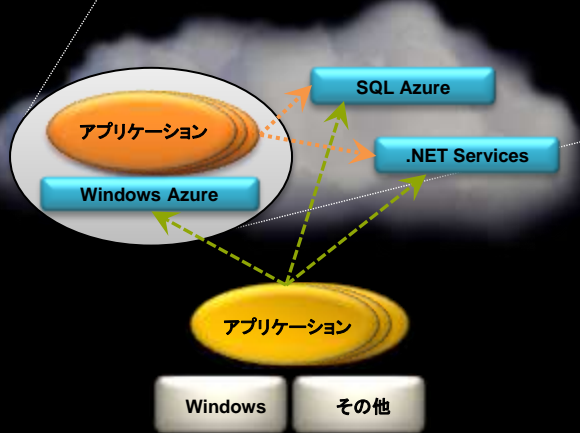 SQL Azure
アプリケーション
.NET Services
Windows Azure
アプリケーション
Windows
その他